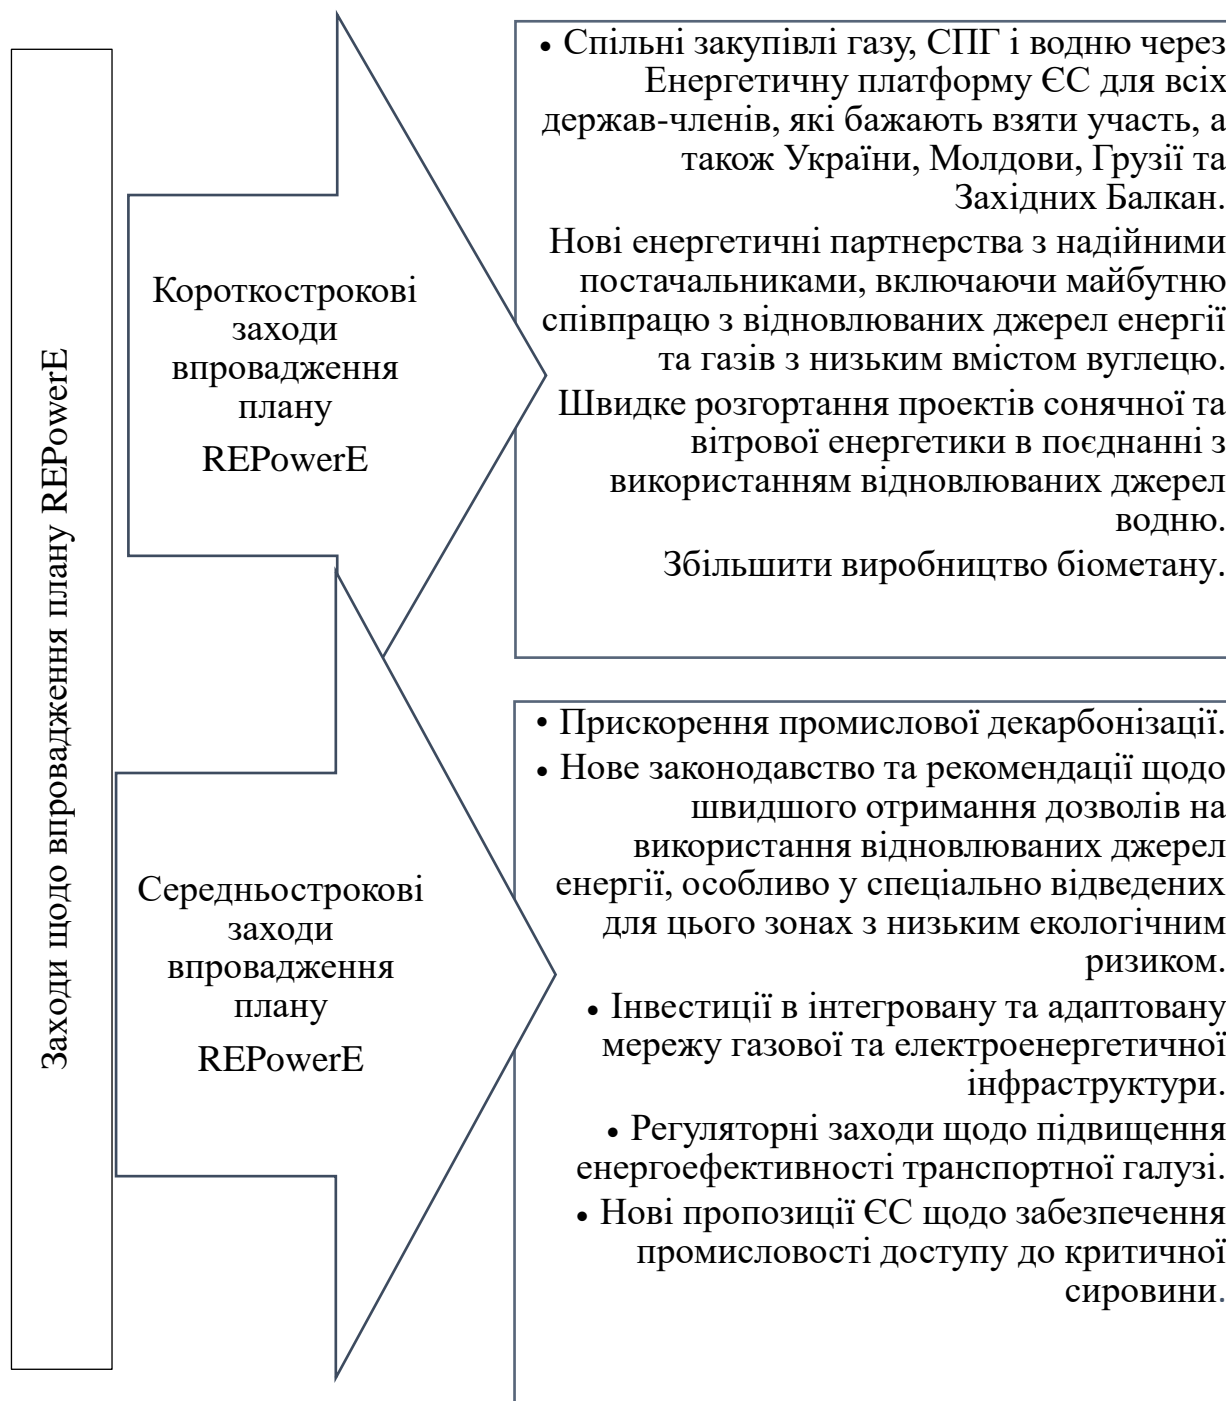 Заходи щодо впровадження плану REPowerE
Короткострокові
заходи
впровадження
плану
REPowerE
• Спільні закупівлі газу, СПГ і водню через
Енергетичну платформу ЄС для всіх
держав-членів, які бажають взяти участь, а
також України, Молдови, Грузії та
Західних Балкан.
Нові енергетичні партнерства з надійними
постачальниками, включаючи майбутню
співпрацю з відновлюваних джерел енергії
та газів з низьким вмістом вуглецю.
Швидке розгортання проектів сонячної та
вітрової енергетики в поєднанні з
використанням відновлюваних джерел
водню.
Збільшити виробництво біометану.
Середньострокові
заходи
впровадження
плану
REPowerE
• Прискорення промислової декарбонізації.
• Нове законодавство та рекомендації щодо
швидшого отримання дозволів на
використання відновлюваних джерел
енергії, особливо у спеціально відведених
для цього зонах з низьким екологічним
ризиком.
• Інвестиції в інтегровану та адаптовану
мережу газової та електроенергетичної
інфраструктури.
• Регуляторні заходи щодо підвищення
енергоефективності транспортної галузі.
• Нові пропозиції ЄС щодо забезпечення
промисловості доступу до критичної
сировини.